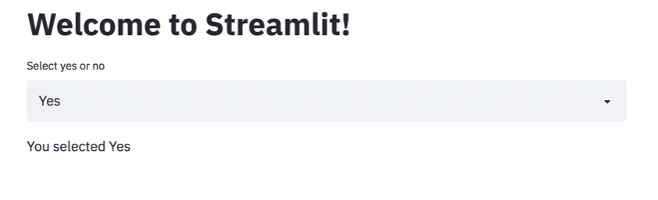 Welcome to Streamlit!
Select yes or no
Yes
You selected Yes